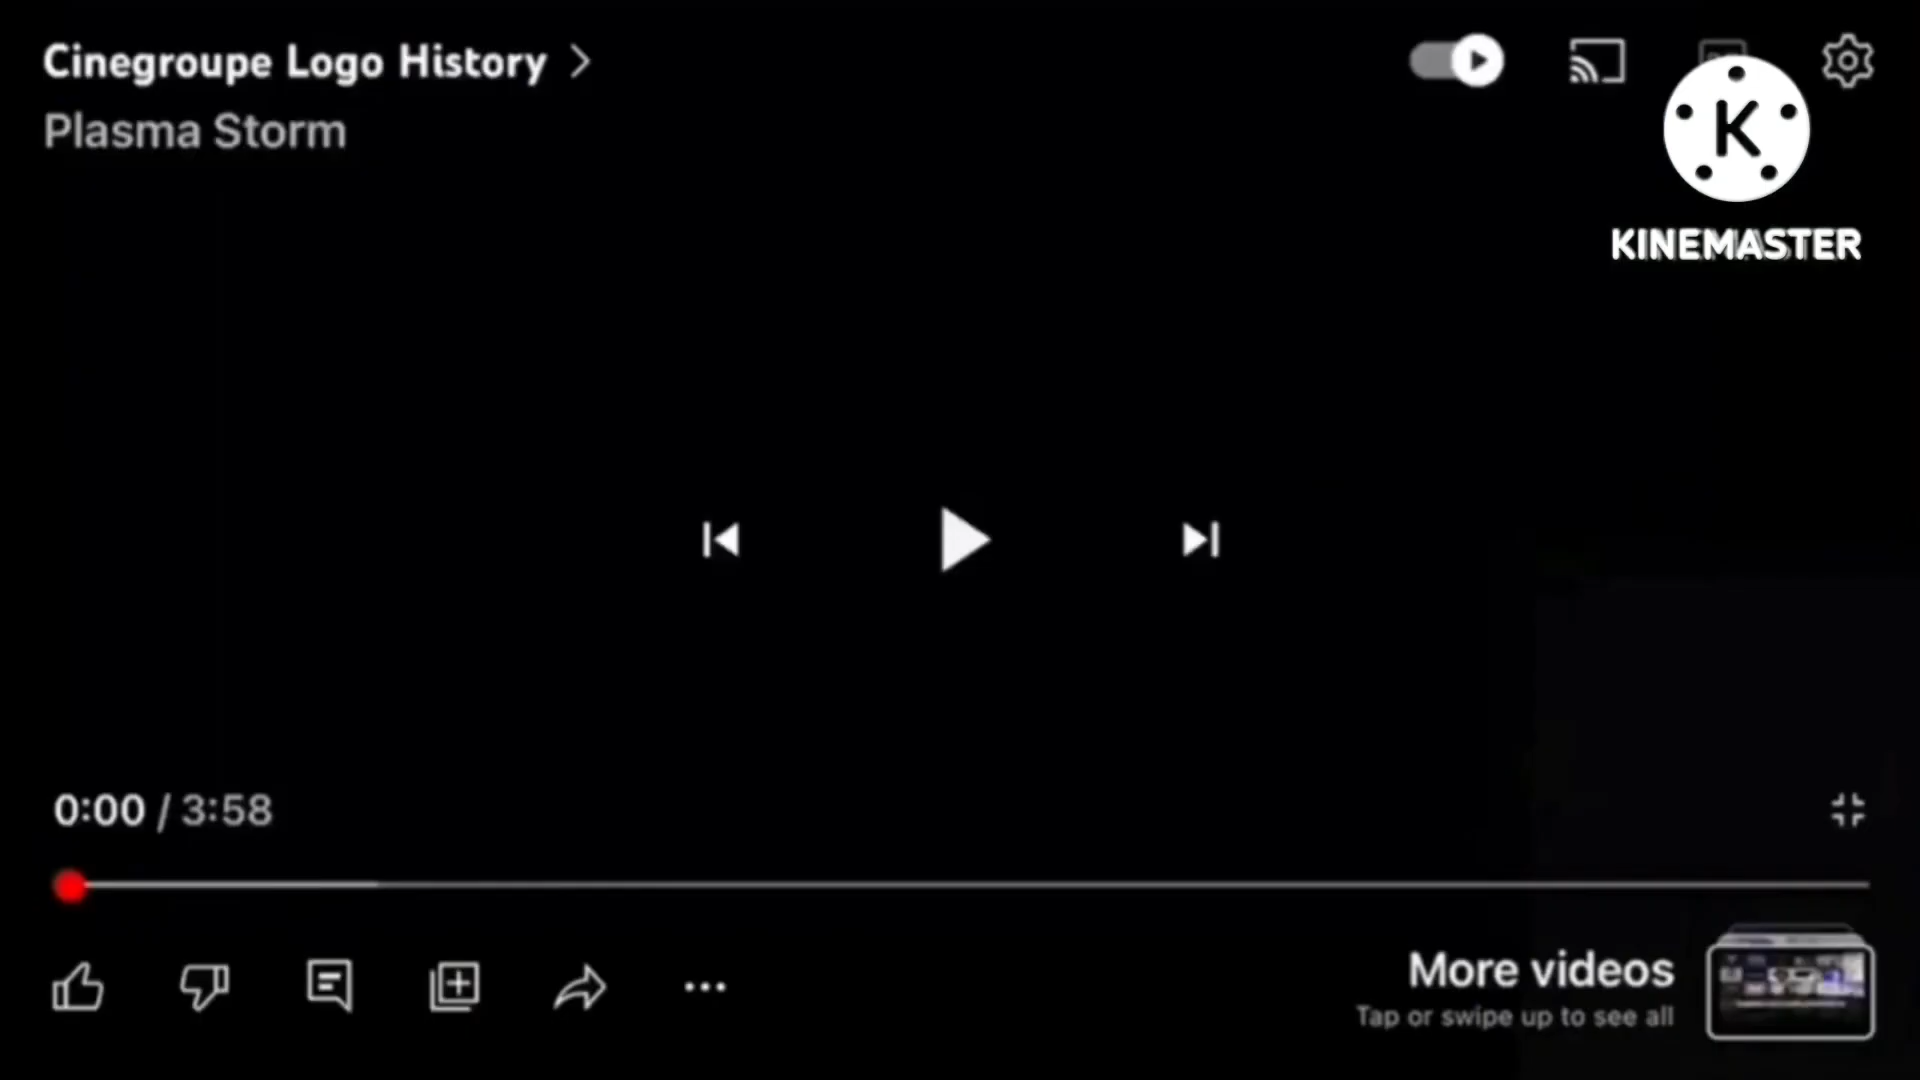 Cinegroupe Logo History
Plasma Storm
K
KINEMASTER
0:00 / 3:58
More videos
Tap or swipe up to see all